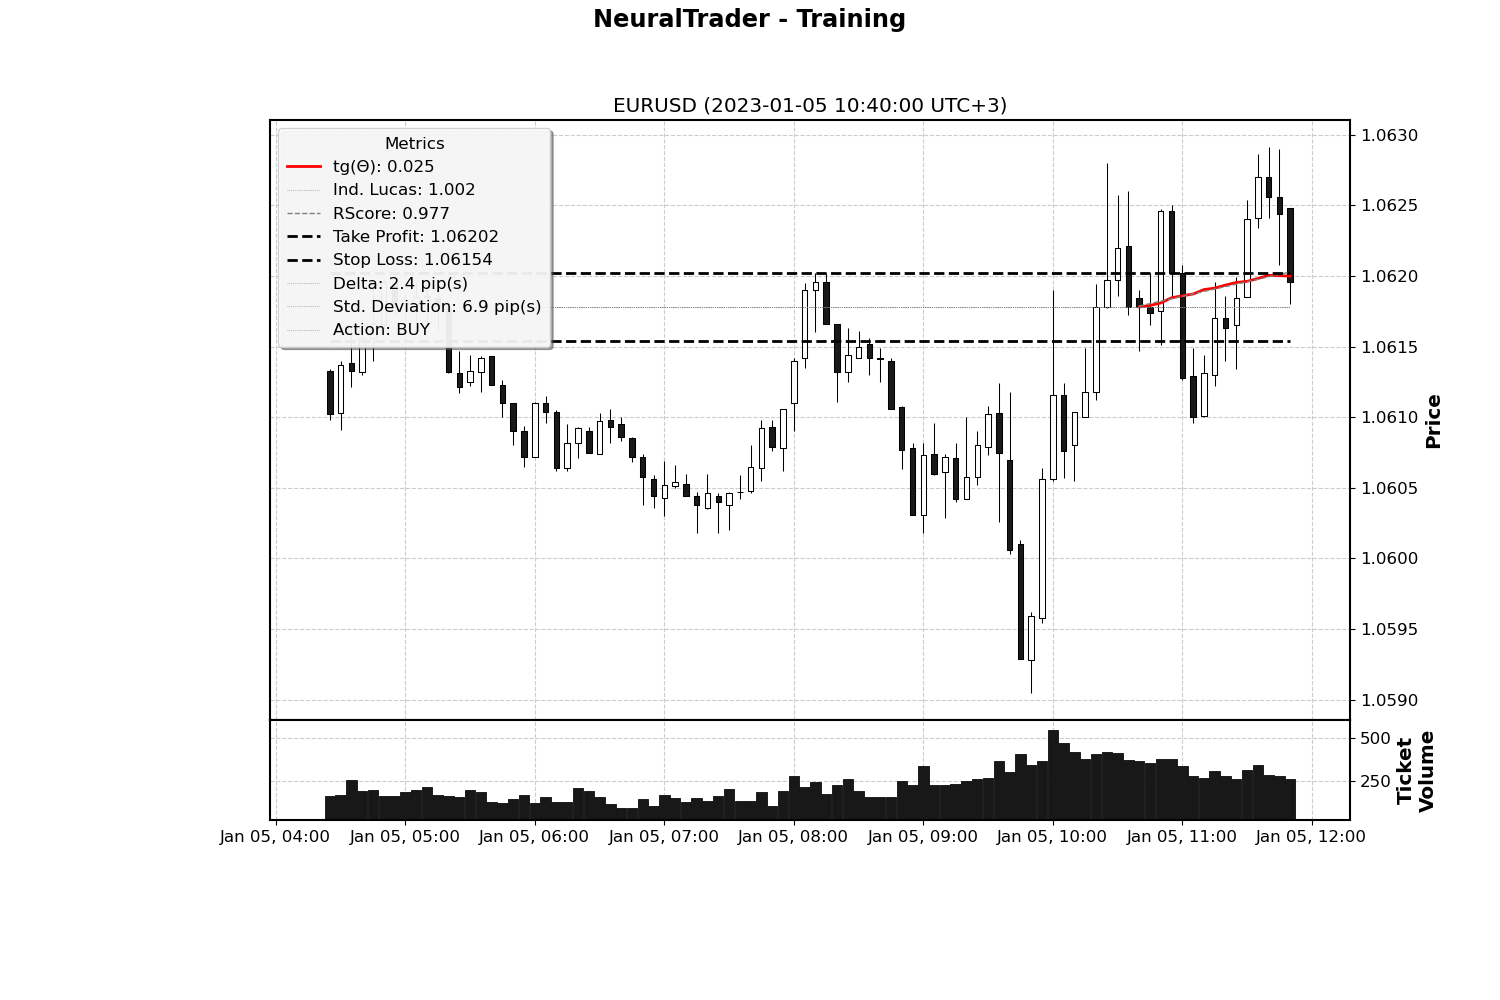 NeuralTrader - Training
EURUSD (2023-01-05 10:40:00 UTC+3)
Metrics
tg(Θ): 0.025
Ind. Lucas: 1.002
RScore: 0.977
Take Profit: 1.06202
Stop Loss: 1.06154
Delta: 2.4 pip(s)
Std. Deviation: 6.9 pip(s)
Action: BUY
1.0630
1.0625
1.0620
1.0615
1.0610
1.0605
1.0600
1.0595
1.0590
Price
500
250
Ticket
Volume
Jan 05, 04:00 Jan 05, 05:00 Jan 05, 06:00 Jan 05, 07:00 Jan 05, 08:00 Jan 05, 09:00 Jan 05, 10:00 Jan 05, 11:00 Jan 05, 12:00